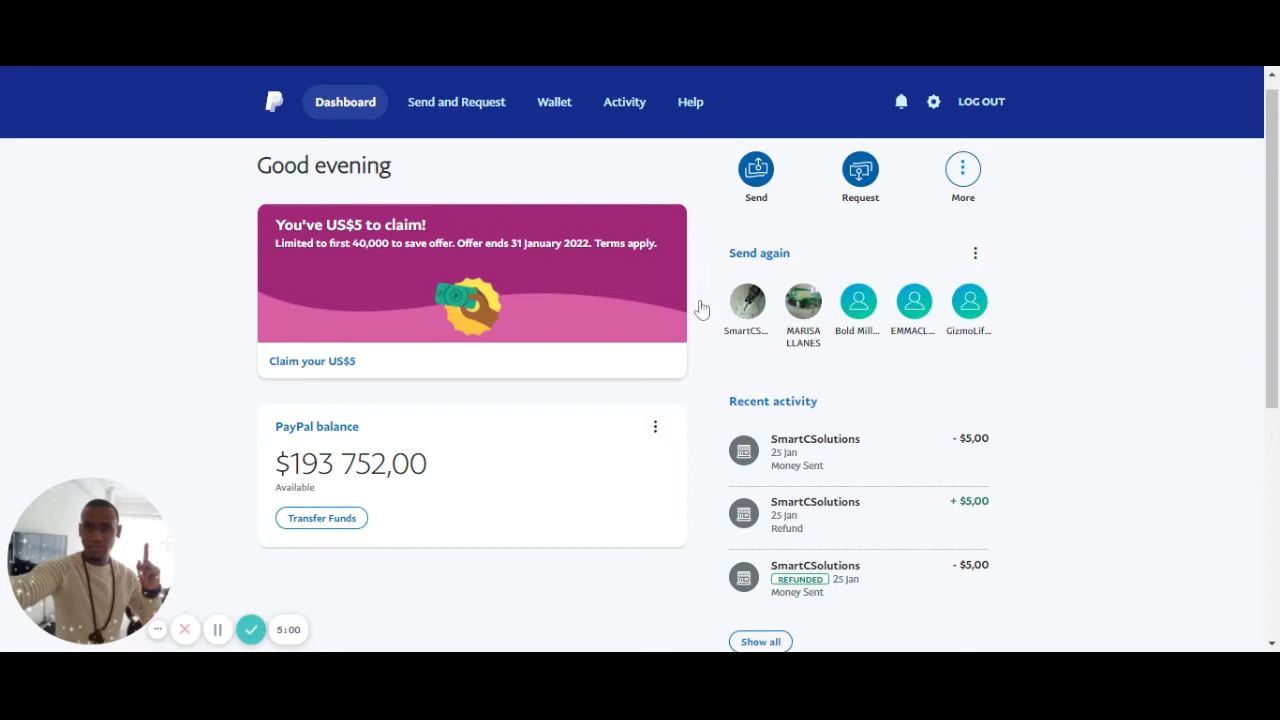 Dashboard
Send and Request
Wallet
Activity
Help
LOG OUT
Good evening
You've US$5 to claim!
Limited to first 40,000 to save offer. Offer ends 31 January 2022. Terms apply.
Claim your US$5
PayPal balance
$193 752,00
Available
Transfer Funds
Send
Request
More
Send again
SmartCS...
MARISA
LLANES
Bold Mill...
EMMACL...
GizmoLif...
Recent activity
SmartCSolutions - $5,00
25 Jan
Money Sent
SmartCSolutions + $5,00
25 Jan
Refund
SmartCSolutions - $5,00
REFUNDED 25 Jan
Money Sent
Show all
5:00